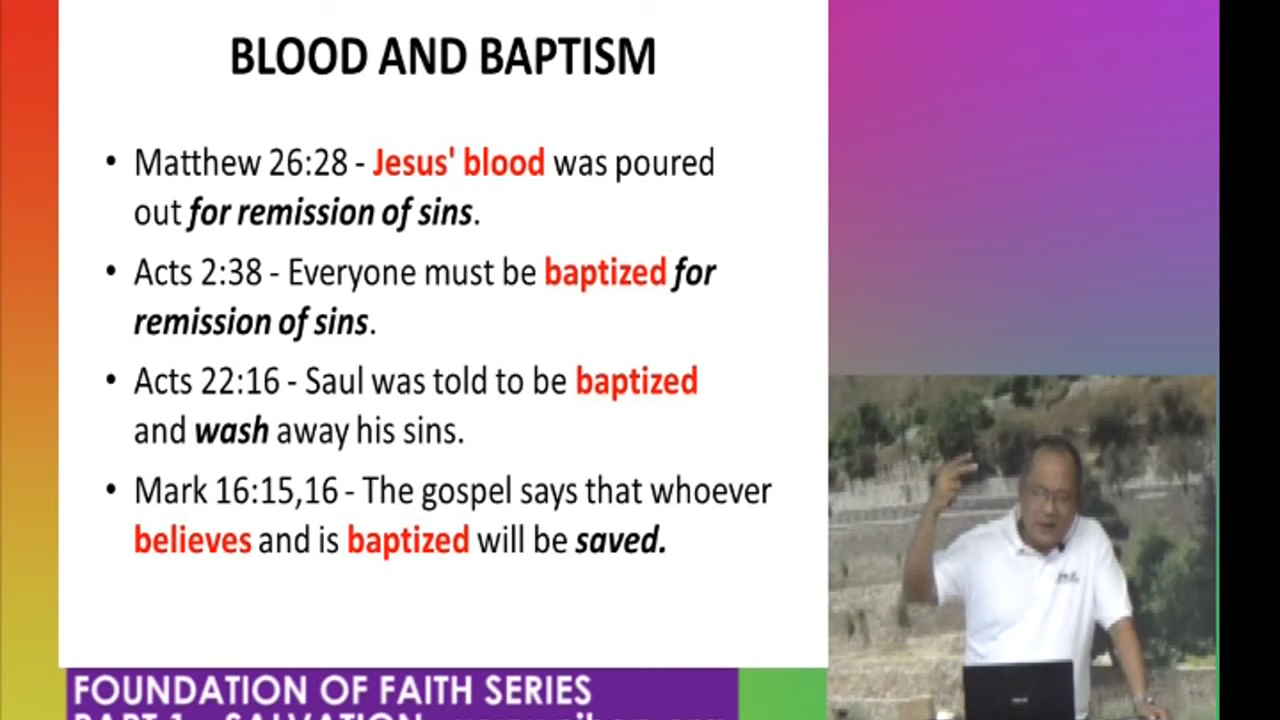 BLOOD AND BAPTISM
• Matthew 26:28 - Jesus' blood was poured
out for remission of sins.
• Acts 2:38 - Everyone must be baptized for
remission of sins.
• Acts 22:16 - Saul was told to be baptized
and wash away his sins.
• Mark 16:15,16 - The gospel says that whoever
believes and is baptized will be saved.
FOUNDATION OF FAITH SERIES
PART 1 - SALVATION